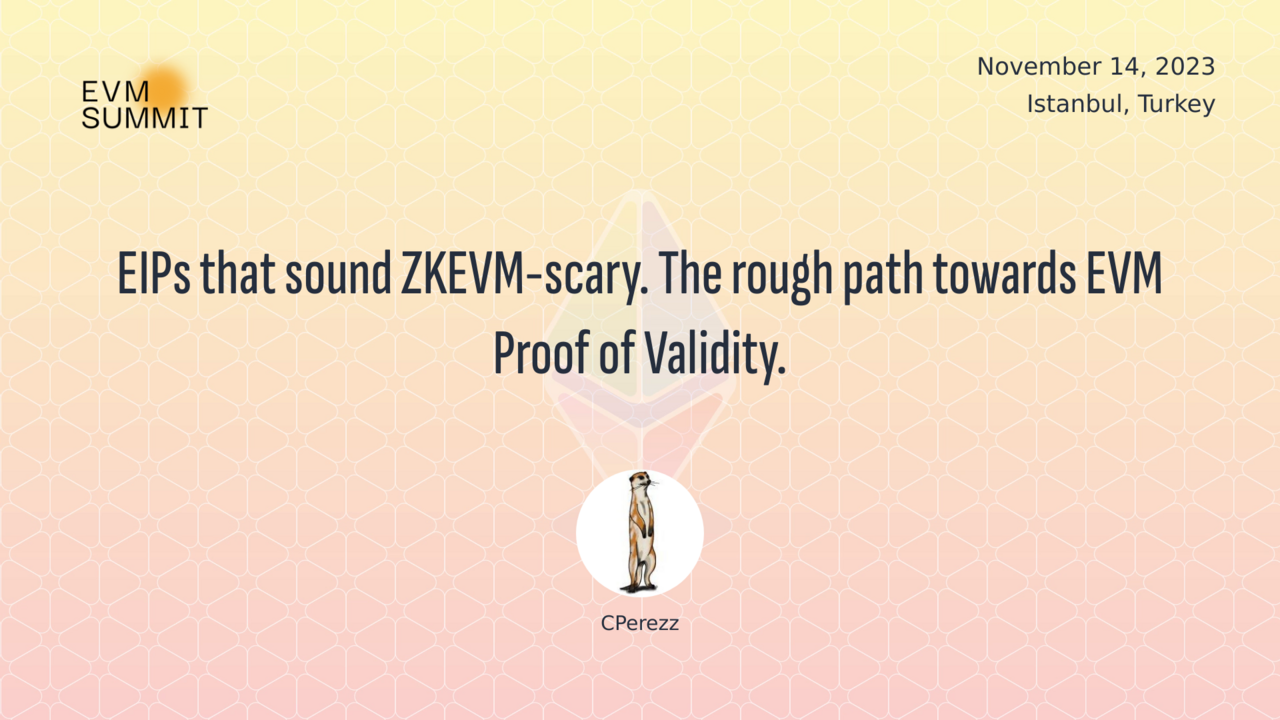 EVM
SUMMIT
November 14, 2023
Istanbul, Turkey
EIPs that sound ZKEVM-scary. The rough path towards EVM
Proof of Validity.
CPerezz